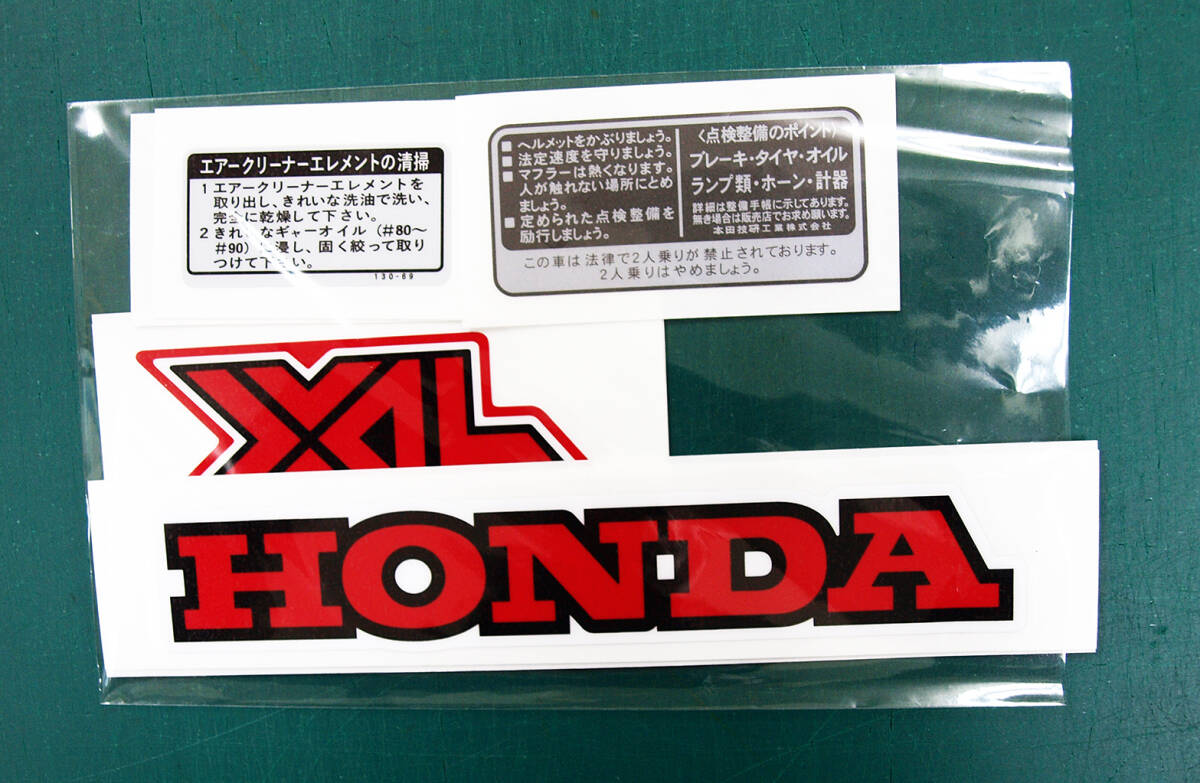 エアークリーナーエレメントの清掃
1 エアークリーナーエレメントを
取り出し、きれいな洗油で洗い、
完全に乾燥して下さい。
2 きれいなギャーオイル（#80～
#90）に浸し、固く絞って取り
つけて下さい。
130-69
■ ヘルメットをかぶりましょう。
■ 法定速度を守りましょう。
■ マフラーは熱くなります。
人が触れない場所にとめ
ましょう。
■ 定められた点検整備を
励行しましょう。
〈点検整備のポイント〉
ブレーキ・タイヤ・オイル
ランプ類・ホーン・計器
詳細は整備手帳に示してあります。
無き場合は販売店でお求め願います。
本田技研工業株式会社
この車は法律で2人乗りが禁止されております。
2人乗りはやめましょう。
XL
HONDA